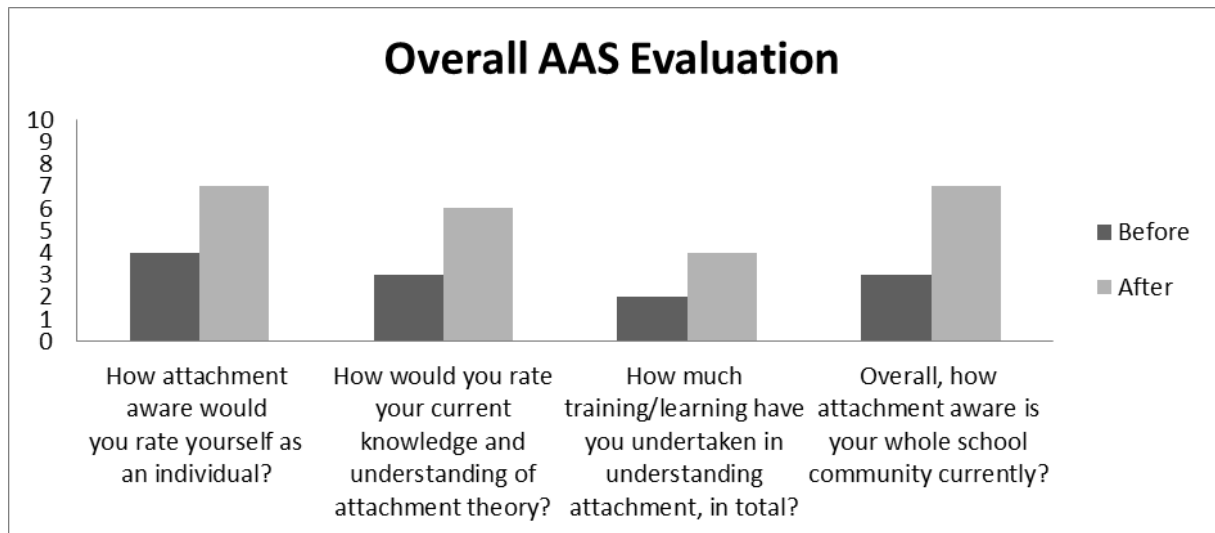 Overall AAS Evaluation
10
9
8
7
6
5
4
3
2
1
0
How attachment
aware would
you rate yourself as
an individual?
How would you rate
your current
knowledge and
understanding of
attachment theory?
How much
training/learning have
you undertaken in
understanding
attachment, in total?
Overall, how
attachment aware is
your whole school
community currently?
Before
After